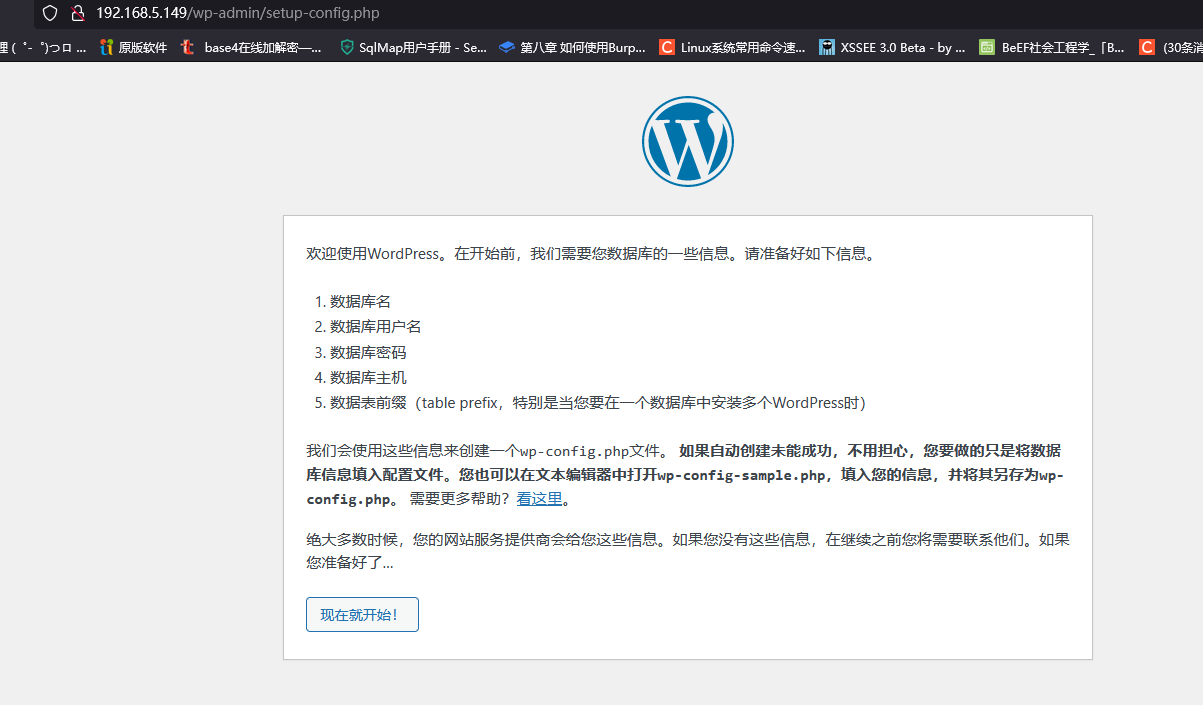 192.168.5.149/wp-admin/setup-config.php
理 ( ゜- ゜)つロ ... 原版软件 base4在线加解密—... SqlMap用户手册 - Se... 第八章 如何使用Burp... Linux系统常用命令速... XSSEE 3.0 Beta - by ... BeEF社会工程学_「B... (30条消
欢迎使用WordPress。在开始前，我们需要您数据库的一些信息。请准备好如下信息。
1. 数据库名
2. 数据库用户名
3. 数据库密码
4. 数据库主机
5. 数据表前缀（table prefix，特别是当您要在一个数据库中安装多个WordPress时）
我们会使用这些信息来创建一个wp-config.php文件。 如果自动创建未能成功，不用担心，您要做的只是将数据
库信息填入配置文件。您也可以在文本编辑器中打开wp-config-sample.php，填入您的信息，并将其另存为wp-
config.php。 需要更多帮助？看这里。
绝大多数时候，您的网站服务提供商会给您这些信息。如果您没有这些信息，在继续之前您将需要联系他们。如果
您准备好了...
现在就开始！